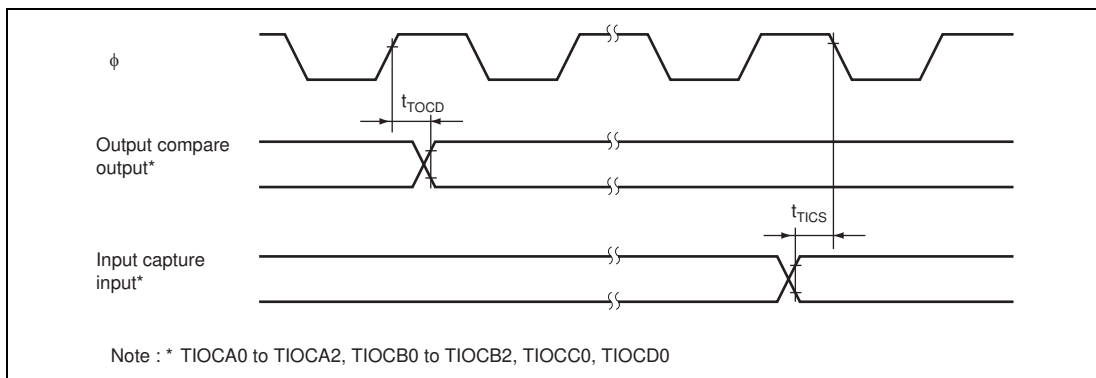 ϕ
tTOCD
Output compare
output*
tTICS
Input capture
input*
Note : * TIOCA0 to TIOCA2, TIOCB0 to TIOCB2, TIOCC0, TIOCD0